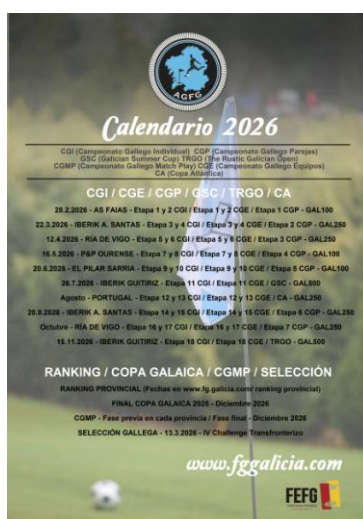 AGFG
Calendario 2026
CGI (Campeonato Gallego Individual) CGP (Campeonato Gallego Parejas)
GSC (Galician Summer Cup) TRGO (The Rustic Galician Open)
CGMP (Campeonato Gallego Match Play) CGE (Campeonato Gallego Equipos)
CA (Copa Atlántica)
CGI / CGE / CGP / GSC / TRGO / CA
28.2.2026 - AS FAIAS - Etapa 1 y 2 CGI / Etapa 1 y 2 CGE / Etapa 1 CGP - GAL100
22.3.2026 - IBERIK A. SANTAS - Etapa 3 y 4 CGI / Etapa 3 y 4 CGE / Etapa 2 CGP - GAL250
12.4.2026 - RÍA DE VIGO - Etapa 5 y 6 CGI / Etapa 5 y 6 CGE / Etapa 3 CGP - GAL250
16.5.2026 - P&P OURENSE - Etapa 7 y 8 CGI / Etapa 7 y 8 CGE / Etapa 4 CGP - GAL100
20.6.2026 - EL PILAR SARRIA - Etapa 9 y 10 CGI / Etapa 9 y 10 CGE / Etapa 5 CGP - GAL100
26.7.2026 - IBERIK GUITIRIZ - Etapa 11 CGI / Etapa 11 CGE / GSC - GAL500
Agosto - PORTUGAL - Etapa 12 y 13 CGI / Etapa 12 y 13 CGE / CA - GAL250
20.9.2026 - IBERIK A. SANTAS - Etapa 14 y 15 CGI / Etapa 14 y 15 CGE / Etapa 6 CGP - GAL250
Octubre - RÍA DE VIGO - Etapa 16 y 17 CGI / Etapa 16 y 17 CGE / Etapa 7 CGP - GAL250
15.11.2026 - IBERIK GUITIRIZ - Etapa 18 CGI / Etapa 18 CGE / TRGO - GAL500
RANKING / COPA GALAICA / CGMP / SELECCIÓN
RANKING PROVINCIAL (Fechas en www.fg.galicia.com/ ranking provincial)
FINAL COPA GALAICA 2025 - Diciembre 2026
CGMP - Fase previa en cada provincia / Fase final - Diciembre 2026
SELECCIÓN GALLEGA - 13.3.2026 - IV Challenge Transfronterizo
www.fggalicia.com
FEFG